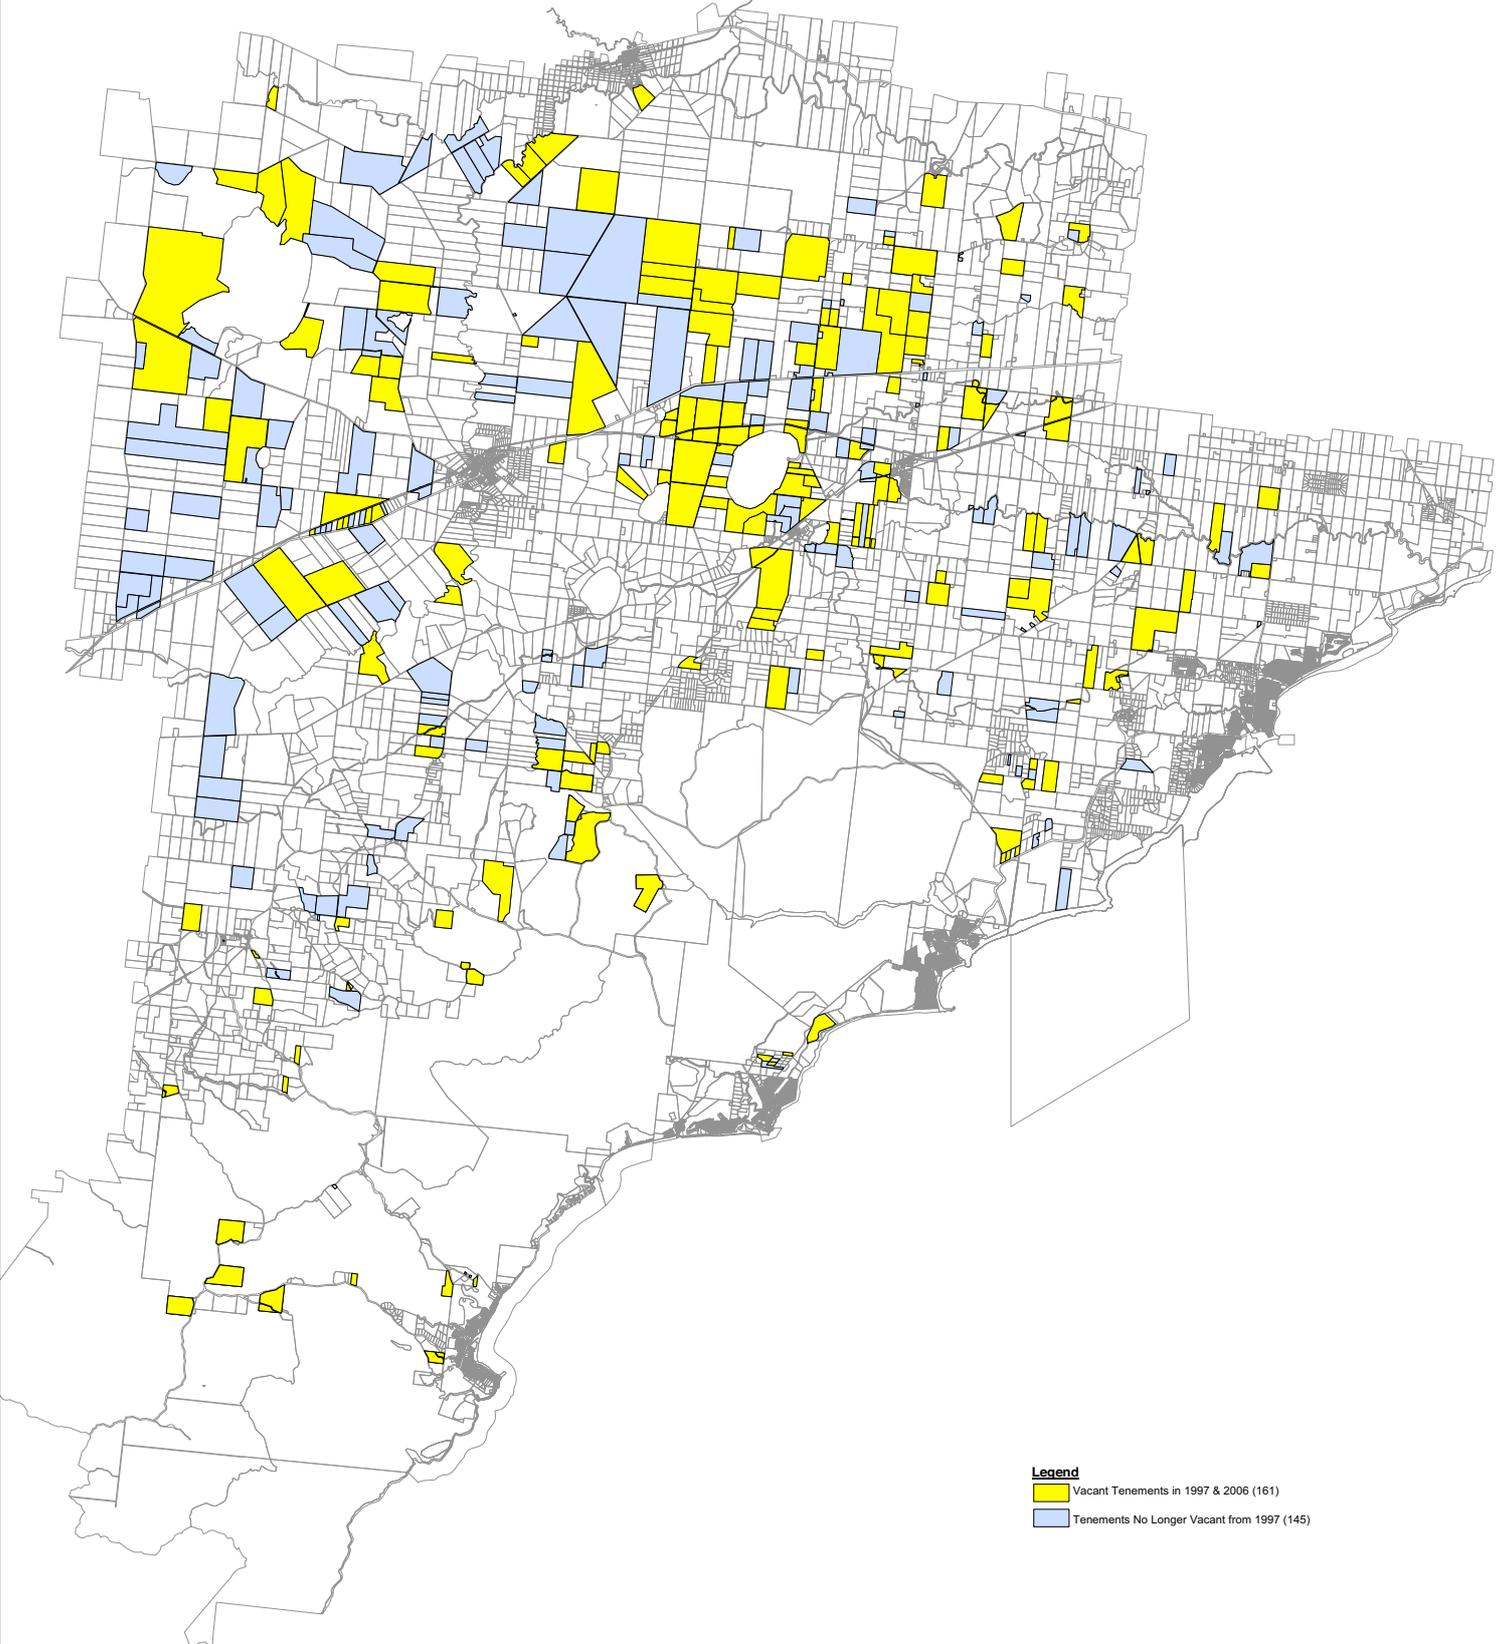 Legend
Vacant Tenements in 1997 & 2006 (161)
Tenements No Longer Vacant from 1997 (145)